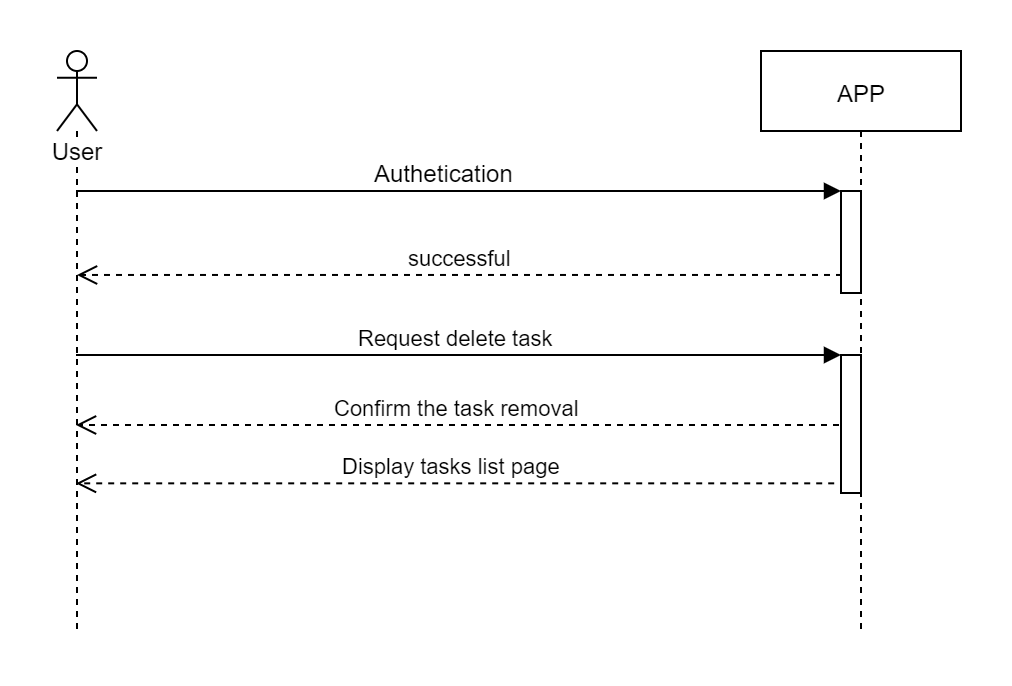 APP
User
Authetication
successful
Request delete task
Confirm the task removal
Display tasks list page